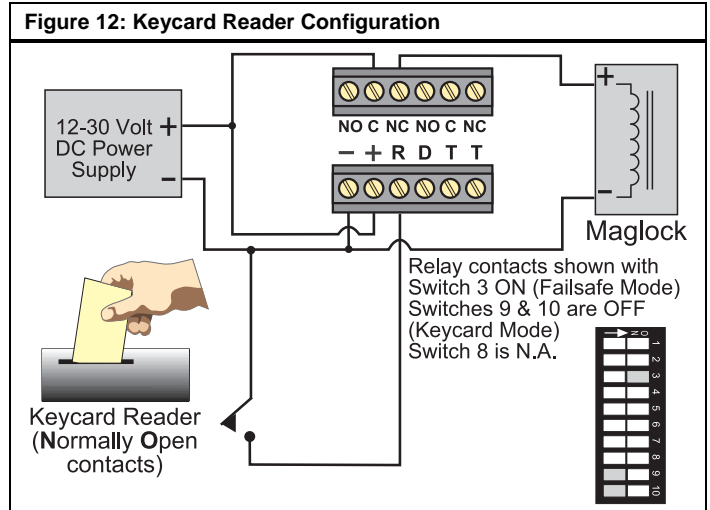 Figure 12: Keycard Reader Configuration
12-30 Volt
DC Power
Supply
+
−
NO C NC NO C NC
− + R D T T
+
−
Maglock
Relay contacts shown with
Switch 3 ON (Failsafe Mode)
Switches 9 & 10 are OFF
(Keycard Mode)
Switch 8 is N.A.
Keycard Reader
(Normally Open
contacts)
ON
1
2
3
4
5
6
7
8
9
10